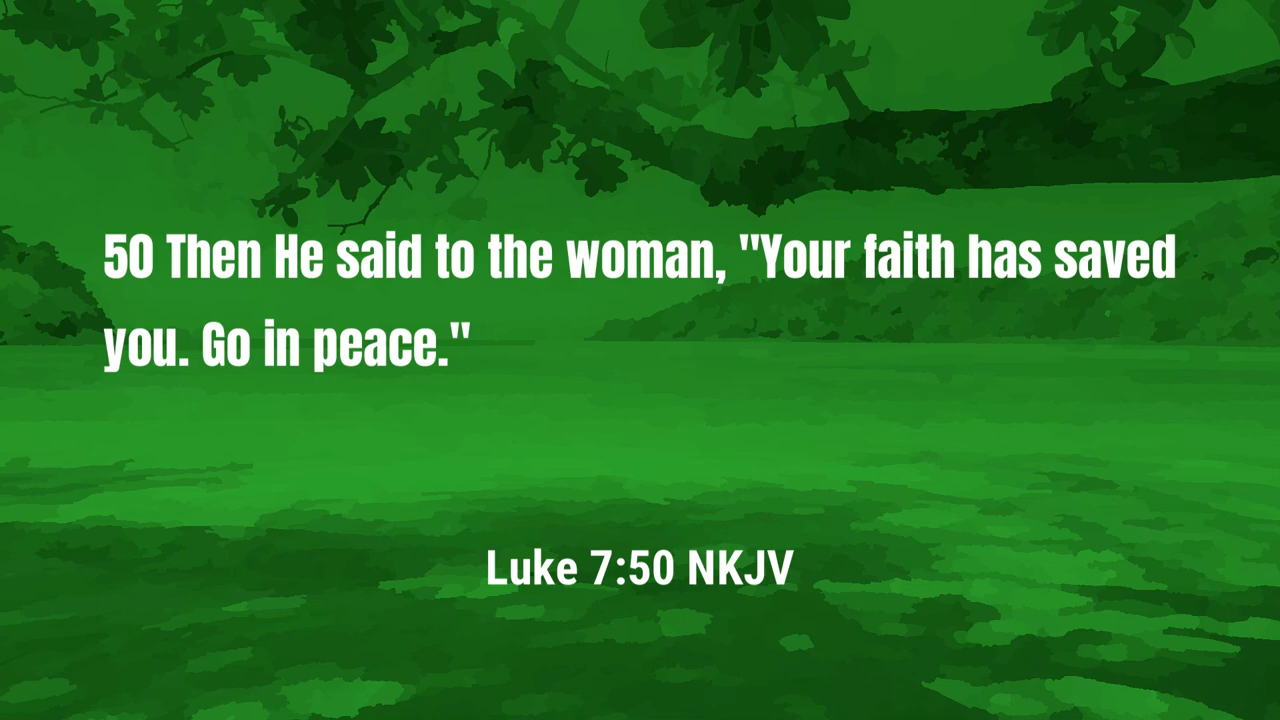 50 Then He said to the woman, "Your faith has saved
you. Go in peace."
Luke 7:50 NKJV